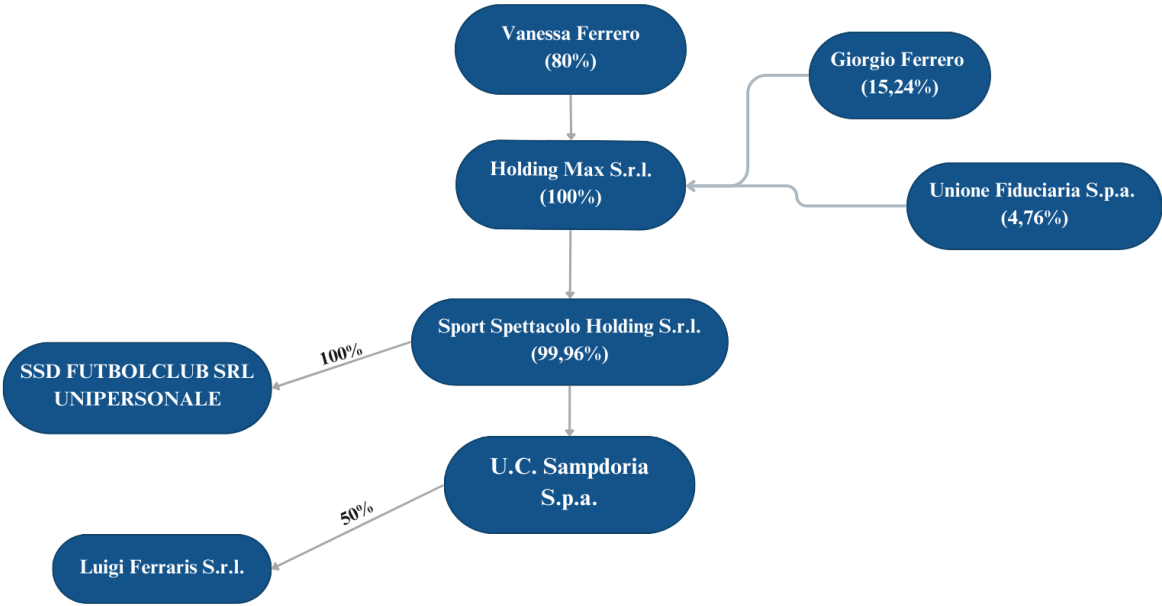 Vanessa Ferrero
(80%)
Giorgio Ferrero
(15,24%)
Holding Max S.r.l.
(100%)
Unione Fiduciaria S.p.a.
(4,76%)
Sport Spettacolo Holding S.r.l.
(99,96%)
100%
SSD FUTBOLCLUB SRL
UNIPERSONALE
U.C. Sampdoria
S.p.a.
50%
Luigi Ferraris S.r.l.